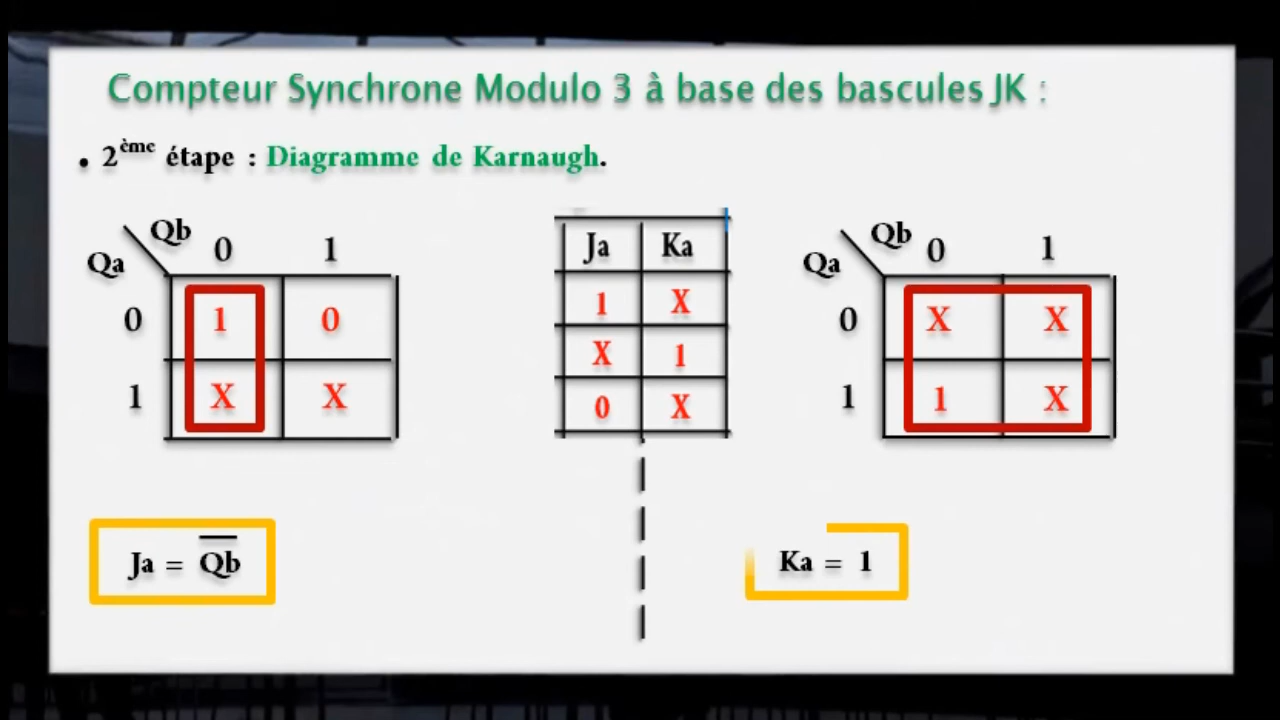 Compteur Synchrone Modulo 3 à base des bascules JK :
• 2ème étape : Diagramme de Karnaugh.
Qb 0 1
Qa
0 1 0
1 X X
Ja Ka
1 X
X 1
0 X
Qb 0 1
Qa
0 X X
1 1 X
Ja = Q̅b̅
Ka = 1